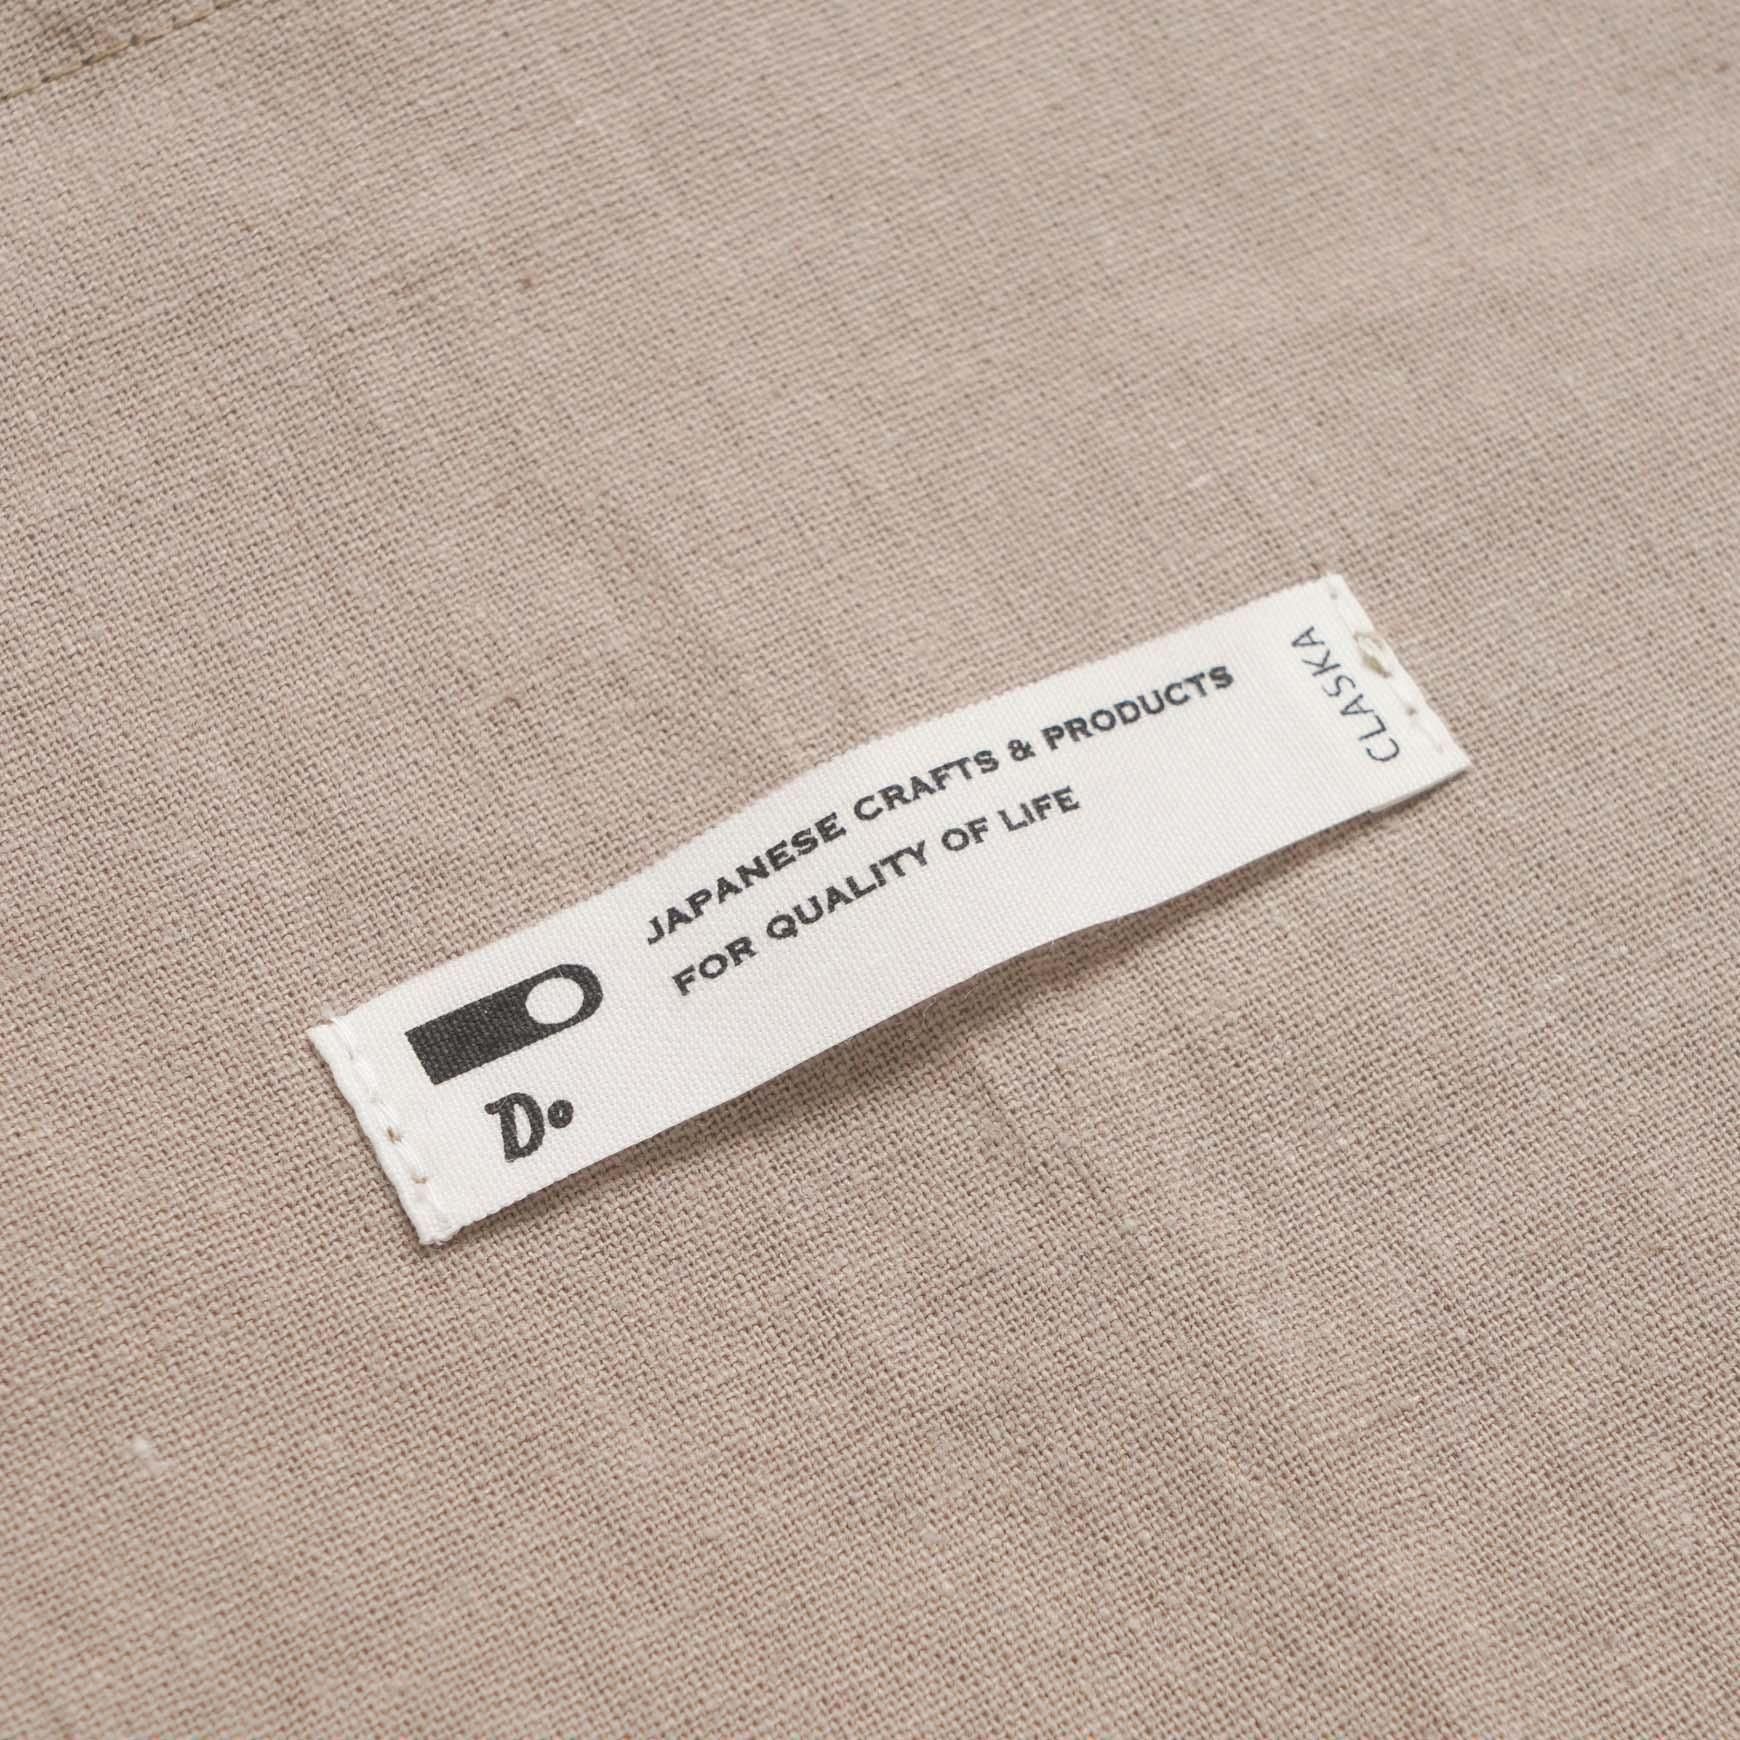 JAPANESE CRAFTS & PRODUCTS
FOR QUALITY OF LIFE
Do
CLASKA